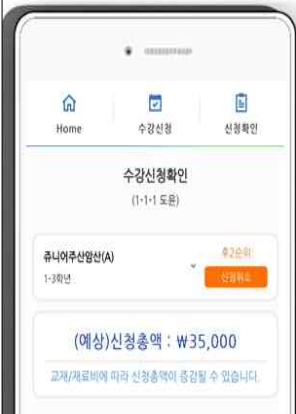 Home
수강신청
신청확인
수강신청확인
(1-1-1 도윤)
쥬니어주산암산(A)
1-3학년
후2순위
신청취소
(예상)신청총액 : ₩35,000
교재/재료비에 따라 신청총액이 증감될 수 있습니다.